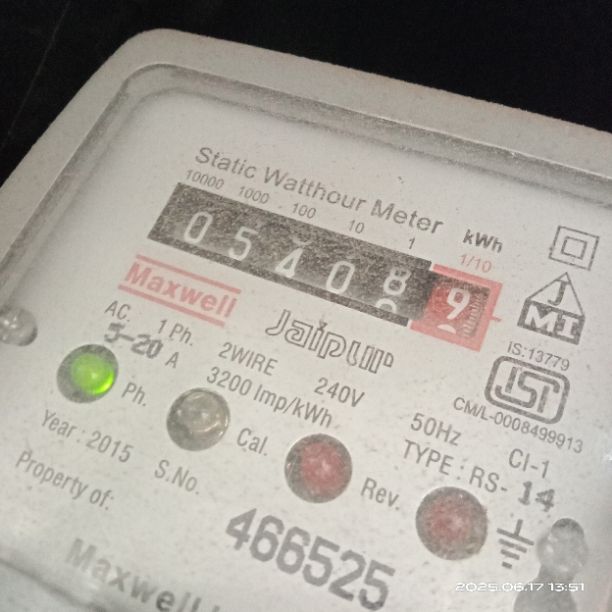 Static Watthour Meter
10000 1000 100 10 1 kWh
1/10
05408 9
Maxwell
Jaipur
J
MI
IS:13779
ISI
CM/L-0008499913
AC. 1 Ph. 2WIRE 240V 50Hz CI-1
5-20 A 3200 Imp/kWh TYPE : RS-14
Ph. Cal. Rev.
Year : 2015 S.No.
466525
Property of:
2025.06.17 13:51